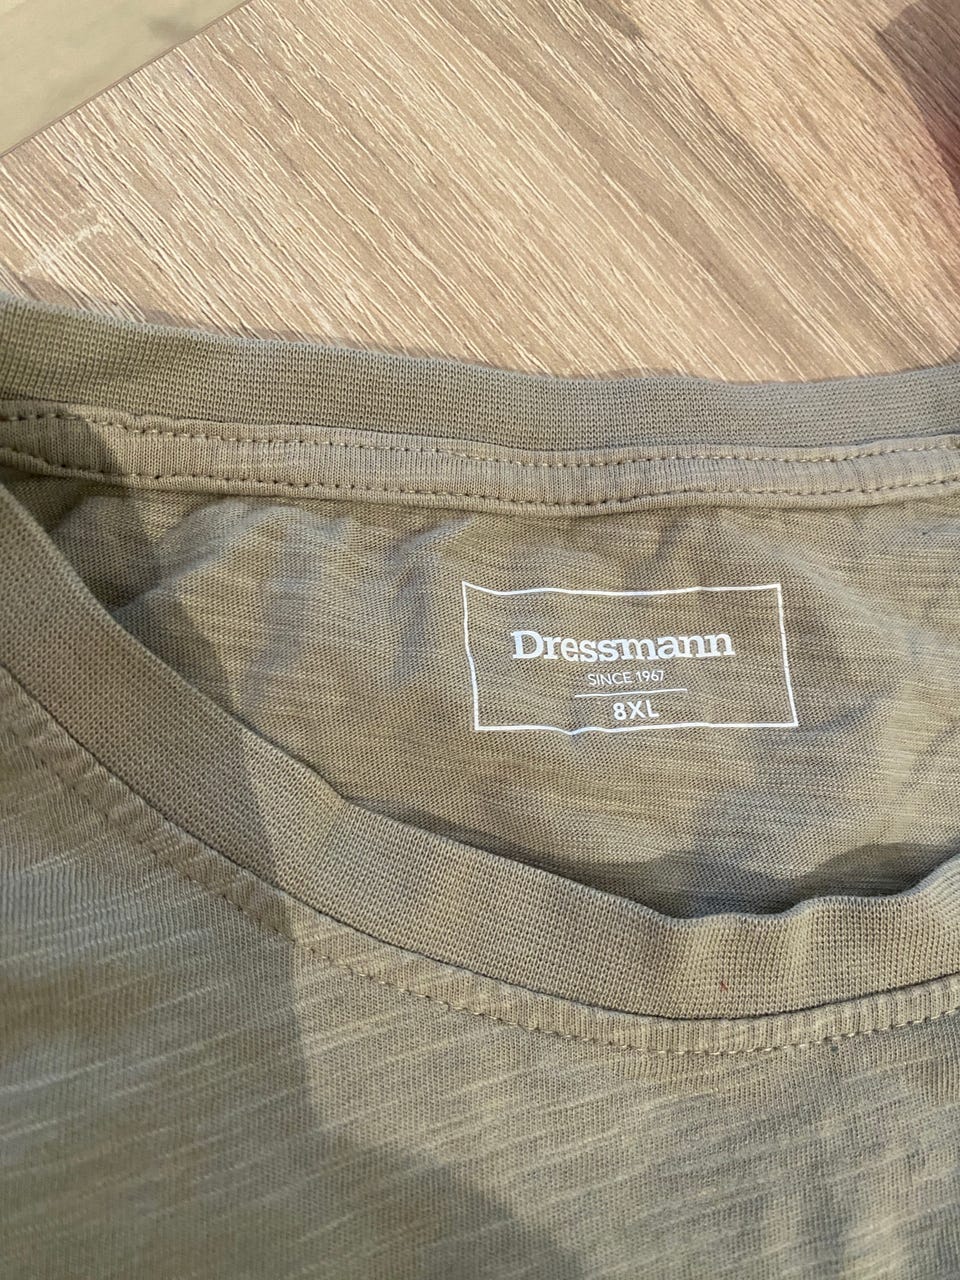 Dressmann
SINCE 1967
8XL